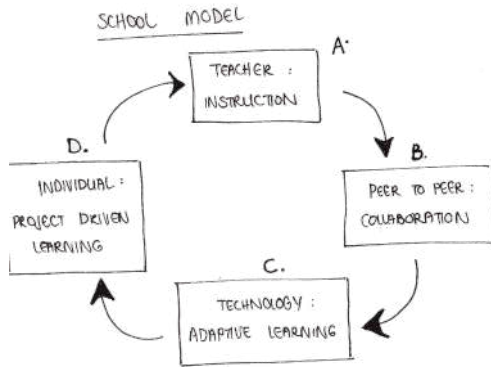 SCHOOL MODEL
A.
TEACHER :
INSTRUCTION
B.
PEER TO PEER :
COLLABORATION
C.
TECHNOLOGY :
ADAPTIVE LEARNING
D.
INDIVIDUAL :
PROJECT DRIVEN
LEARNING